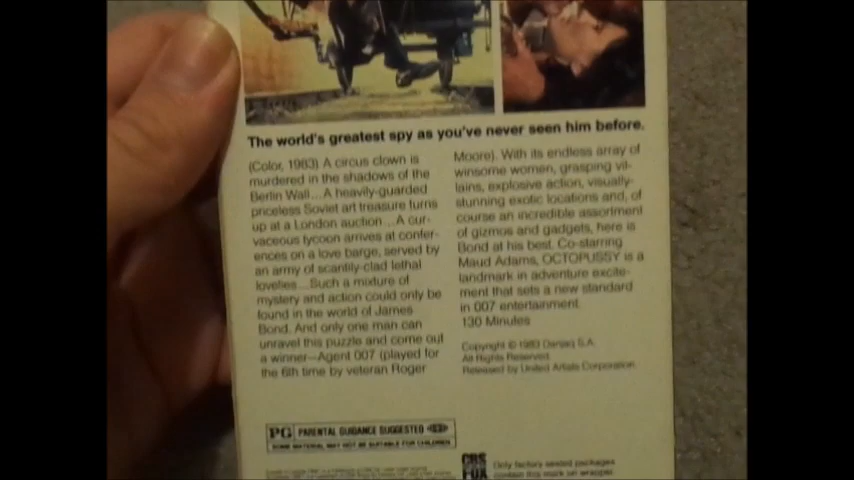 The world's greatest spy as you've never seen him before.
(Color, 1983) A circus clown is
murdered in the shadows of the
Berlin Wall...A heavily-guarded
priceless Soviet art treasure turns
up at a London auction...A cur-
vaceous tycoon arrives at confer-
ences on a love barge, served by
an army of scantily-clad lethal
lovelies...Such a mixture of
mystery and action could only be
found in the world of James
Bond. And only one man can
unravel this puzzle and come out
a winner—Agent 007 (played for
the 6th time by veteran Roger
Moore). With its endless array of
winsome women, grasping vil-
lains, explosive action, visually-
stunning exotic locations and, of
course an incredible assortment
of gizmos and gadgets, here is
Bond at his best. Co-starring
Maud Adams, OCTOPUSSY is a
landmark in adventure excite-
ment that sets a new standard
in 007 entertainment.
130 Minutes
Copyright © 1983 Danjaq S.A.
All Rights Reserved.
Released by United Artists Corporation.
PG PARENTAL GUIDANCE SUGGESTED
SOME MATERIAL MAY NOT BE SUITABLE FOR CHILDREN
CBS
FOX
Only factory sealed packages
contain this mark on wrapper